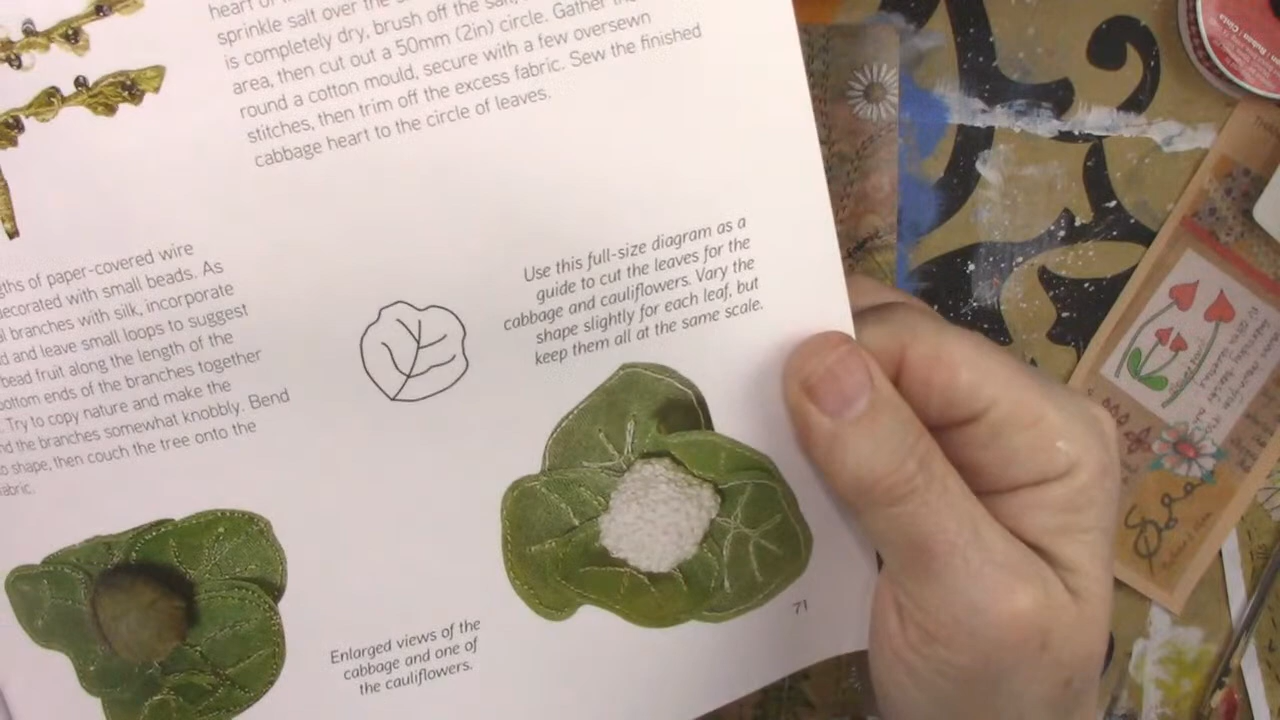 heart of
sprinkle salt over the
is completely dry, brush off the salt,
area, then cut out a 50mm (2in) circle. Gather
round a cotton mould, secure with a few oversewn
stitches, then trim off the excess fabric. Sew the finished
cabbage heart to the circle of leaves.
of paper-covered wire
decorated with small beads. As
branches with silk, incorporate
and leave small loops to suggest
bead fruit along the length of the
bottom ends of the branches together
Try to copy nature and make the
the branches somewhat knobbly. Bend
shape, then couch the tree onto the
Use this full-size diagram as a
guide to cut the leaves for the
cabbage and cauliflowers. Vary the
shape slightly for each leaf, but
keep them all at the same scale.
Enlarged views of the
cabbage and one of
the cauliflowers.
71